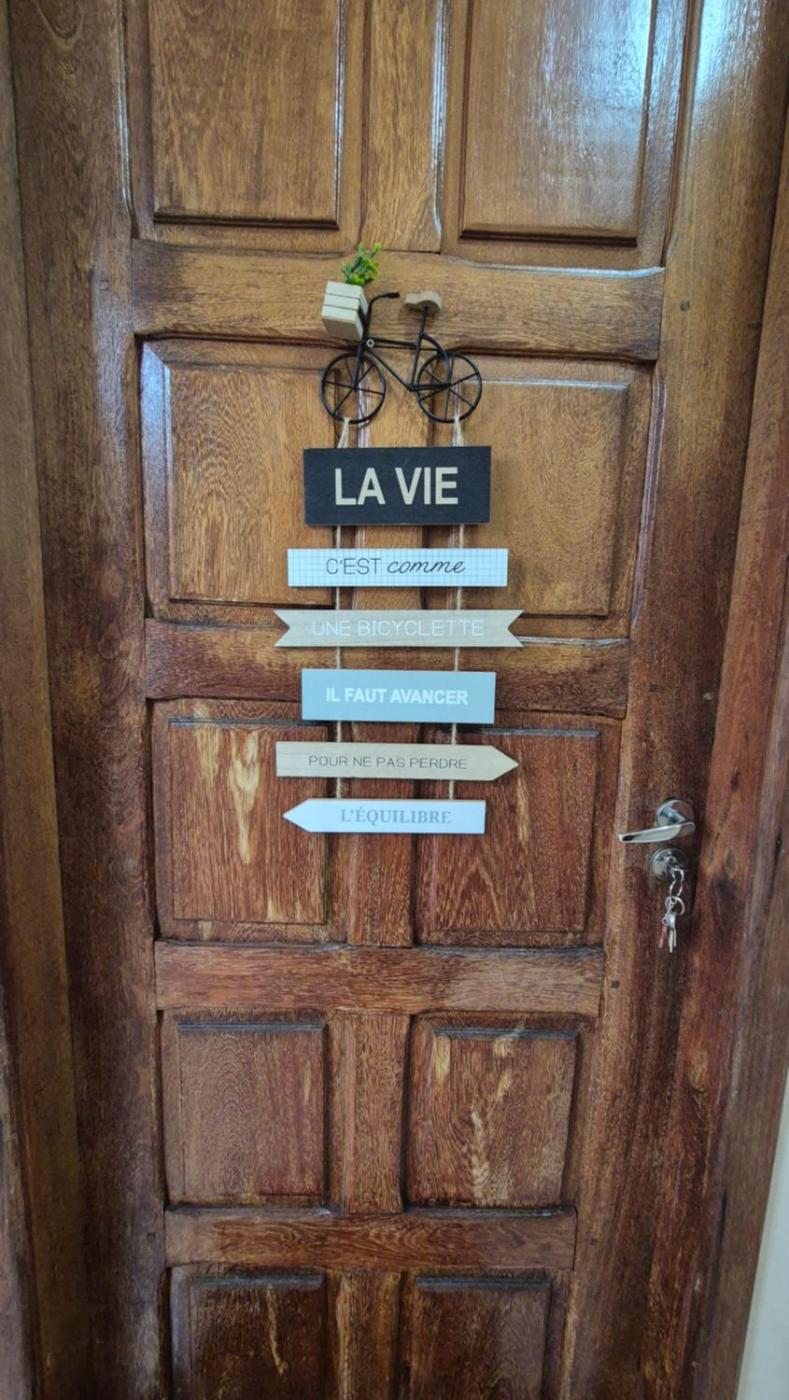 LA VIE
C'EST comme
UNE BICYCLETTE
IL FAUT AVANCER
POUR NE PAS PERDRE
L'ÉQUILIBRE